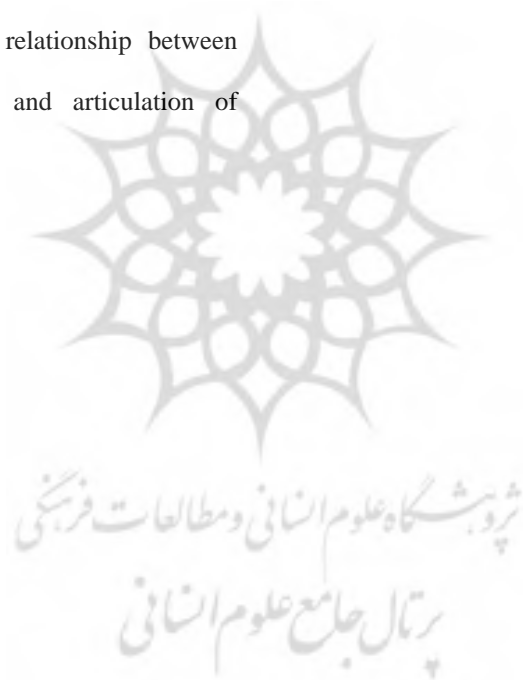 relationship between
and articulation of
پژوهشگاه علوم انسانی و مطالعات فرهنگی
پرتال جامع علوم انسانی